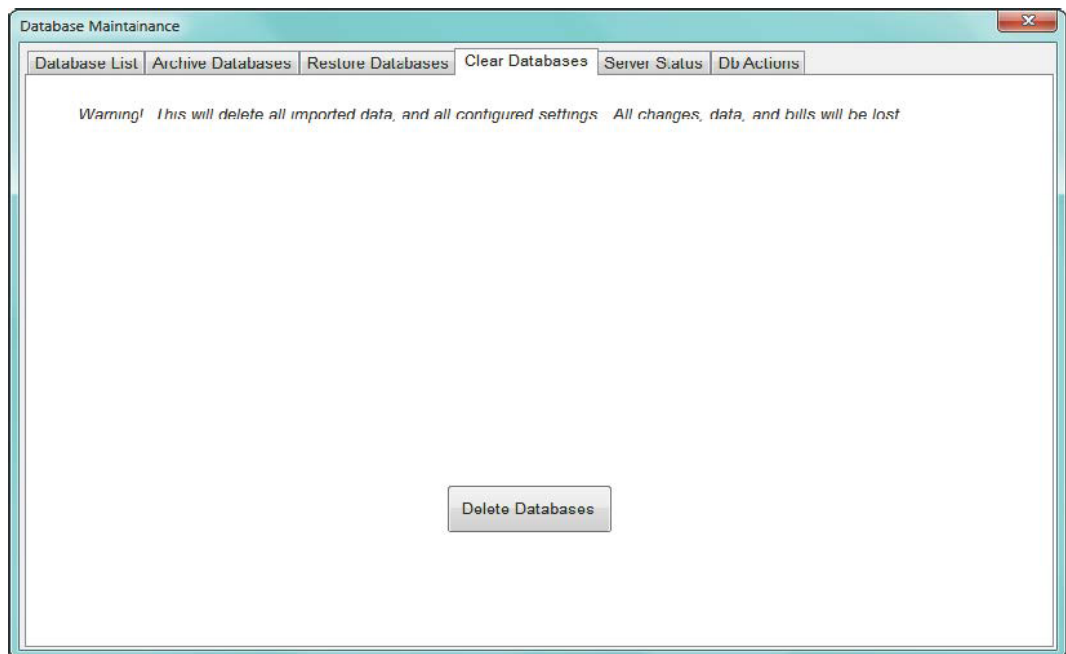 Database Maintainance
Database List Archive Databases Restore Databases Clear Databases Server Status Db Actions
Warning! This will delete all imported data, and all configured settings. All changes, data, and bills will be lost
Delete Databases